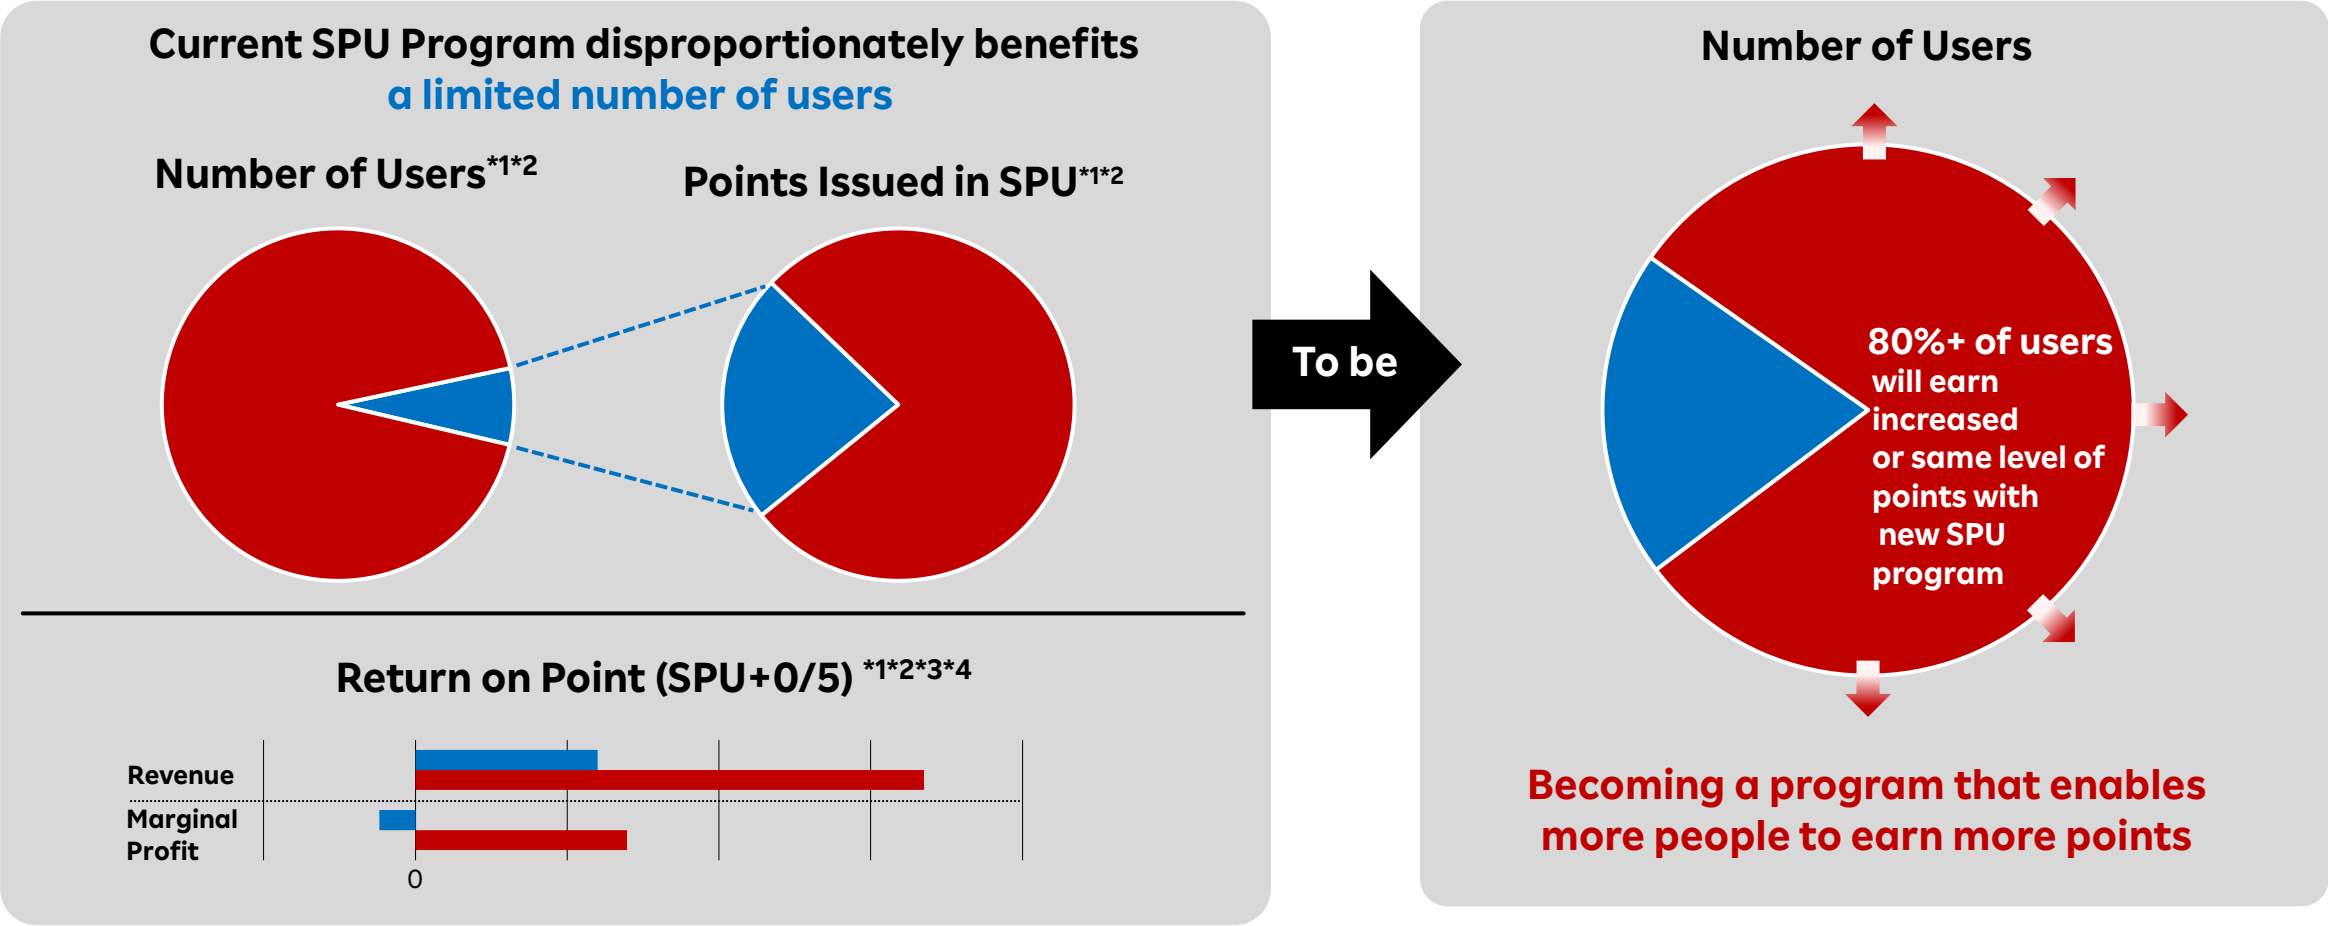 Current SPU Program disproportionately benefits
a limited number of users
Number of Users*1*2
Points Issued in SPU*1*2
Return on Point (SPU+0/5) *1*2*3*4
Revenue
Marginal
Profit
0
To be
Number of Users
80%+ of users
will earn
increased
or same level of
points with
new SPU
program
Becoming a program that enables
more people to earn more points